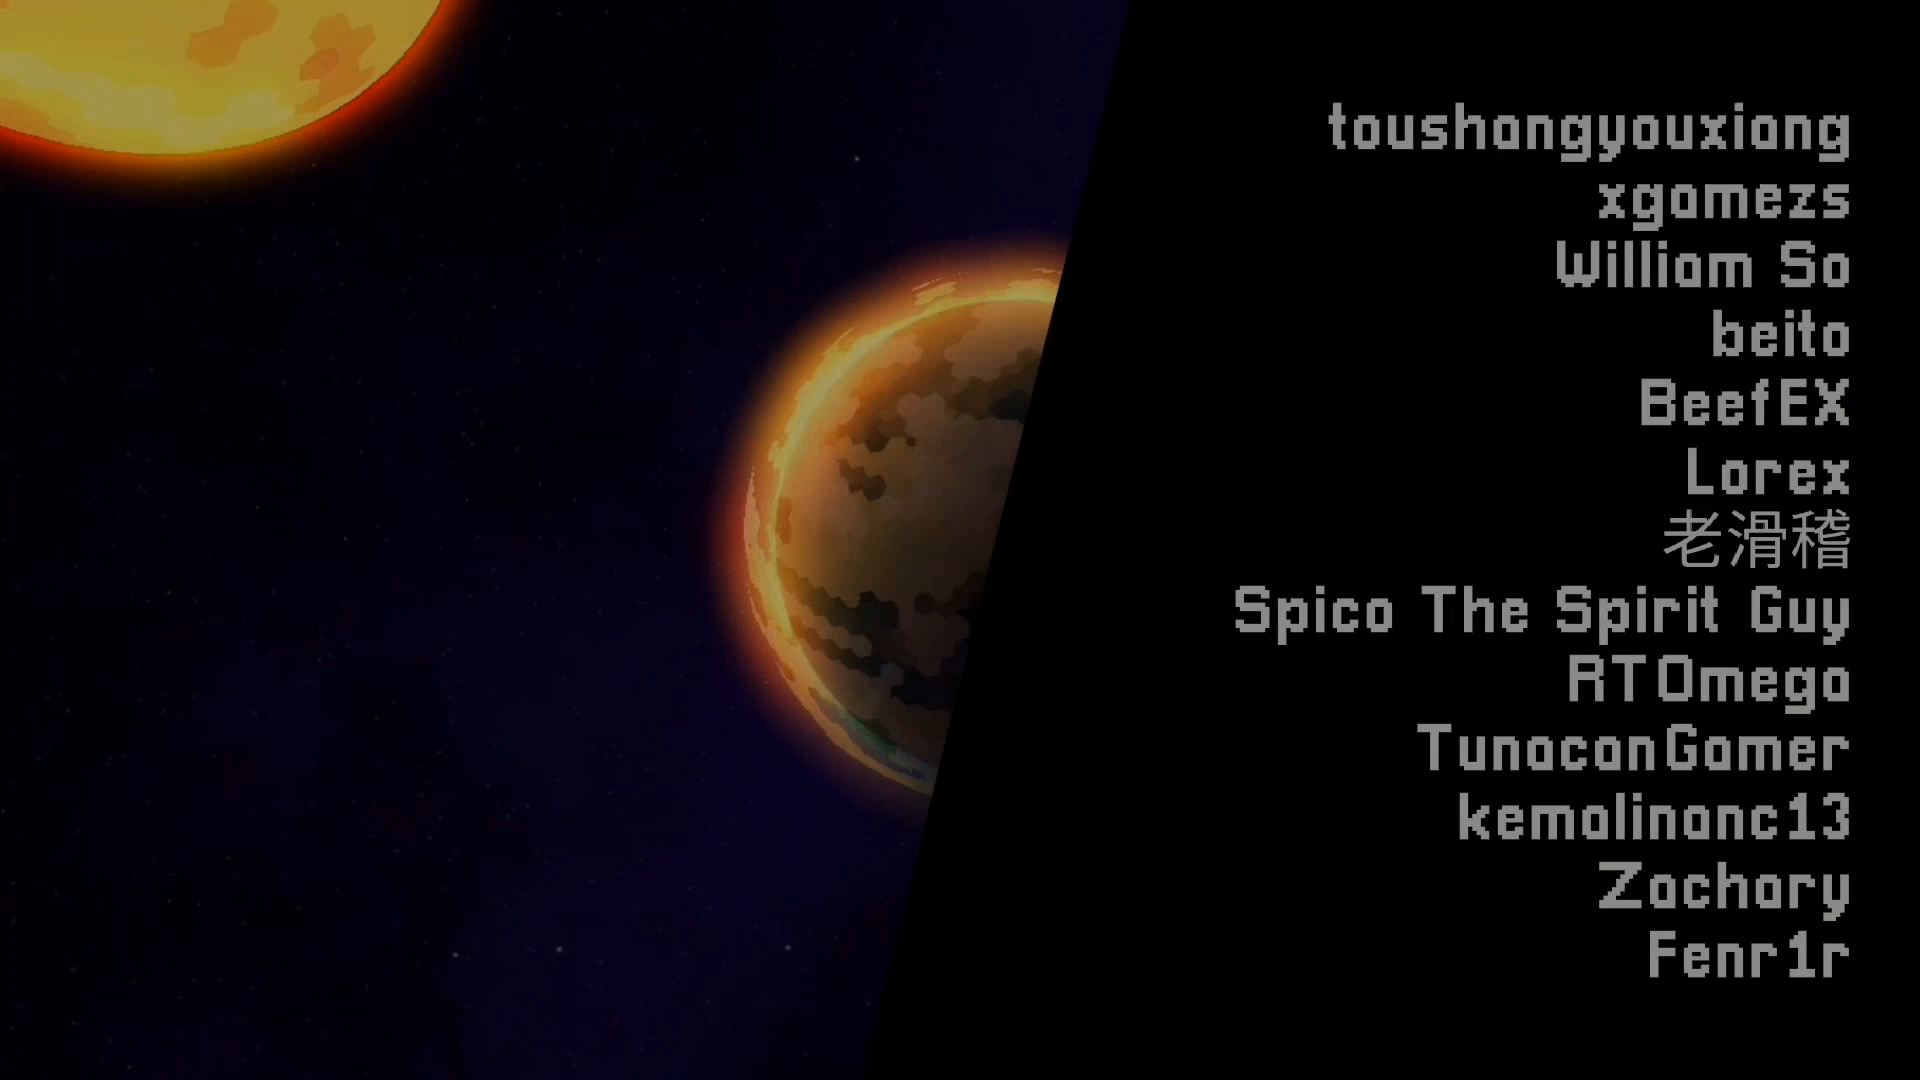 toushangyouxiang
xgamezs
William So
beito
BeefEX
Lorex
老滑稽
Spico The Spirit Guy
RTOmega
TunacanGamer
kemalinanc13
Zachary
Fenr1r